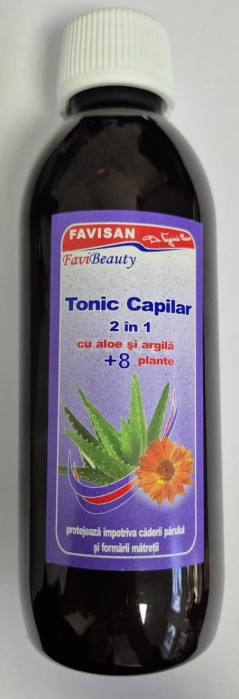 FAVISAN
FaviBeauty
Tonic Capilar
2 în 1
cu aloe și argilă
+8 plante
protejează împotriva căderii părului
și formării mătreții